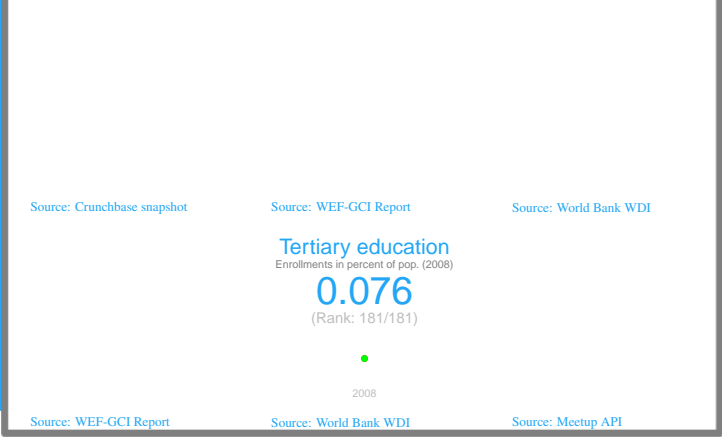 Source: Crunchbase snapshot
Source: WEF-GCI Report
Source: World Bank WDI
Tertiary education
Enrollments in percent of pop. (2008)
0.076
(Rank: 181/181)
2008
Source: WEF-GCI Report
Source: World Bank WDI
Source: Meetup API